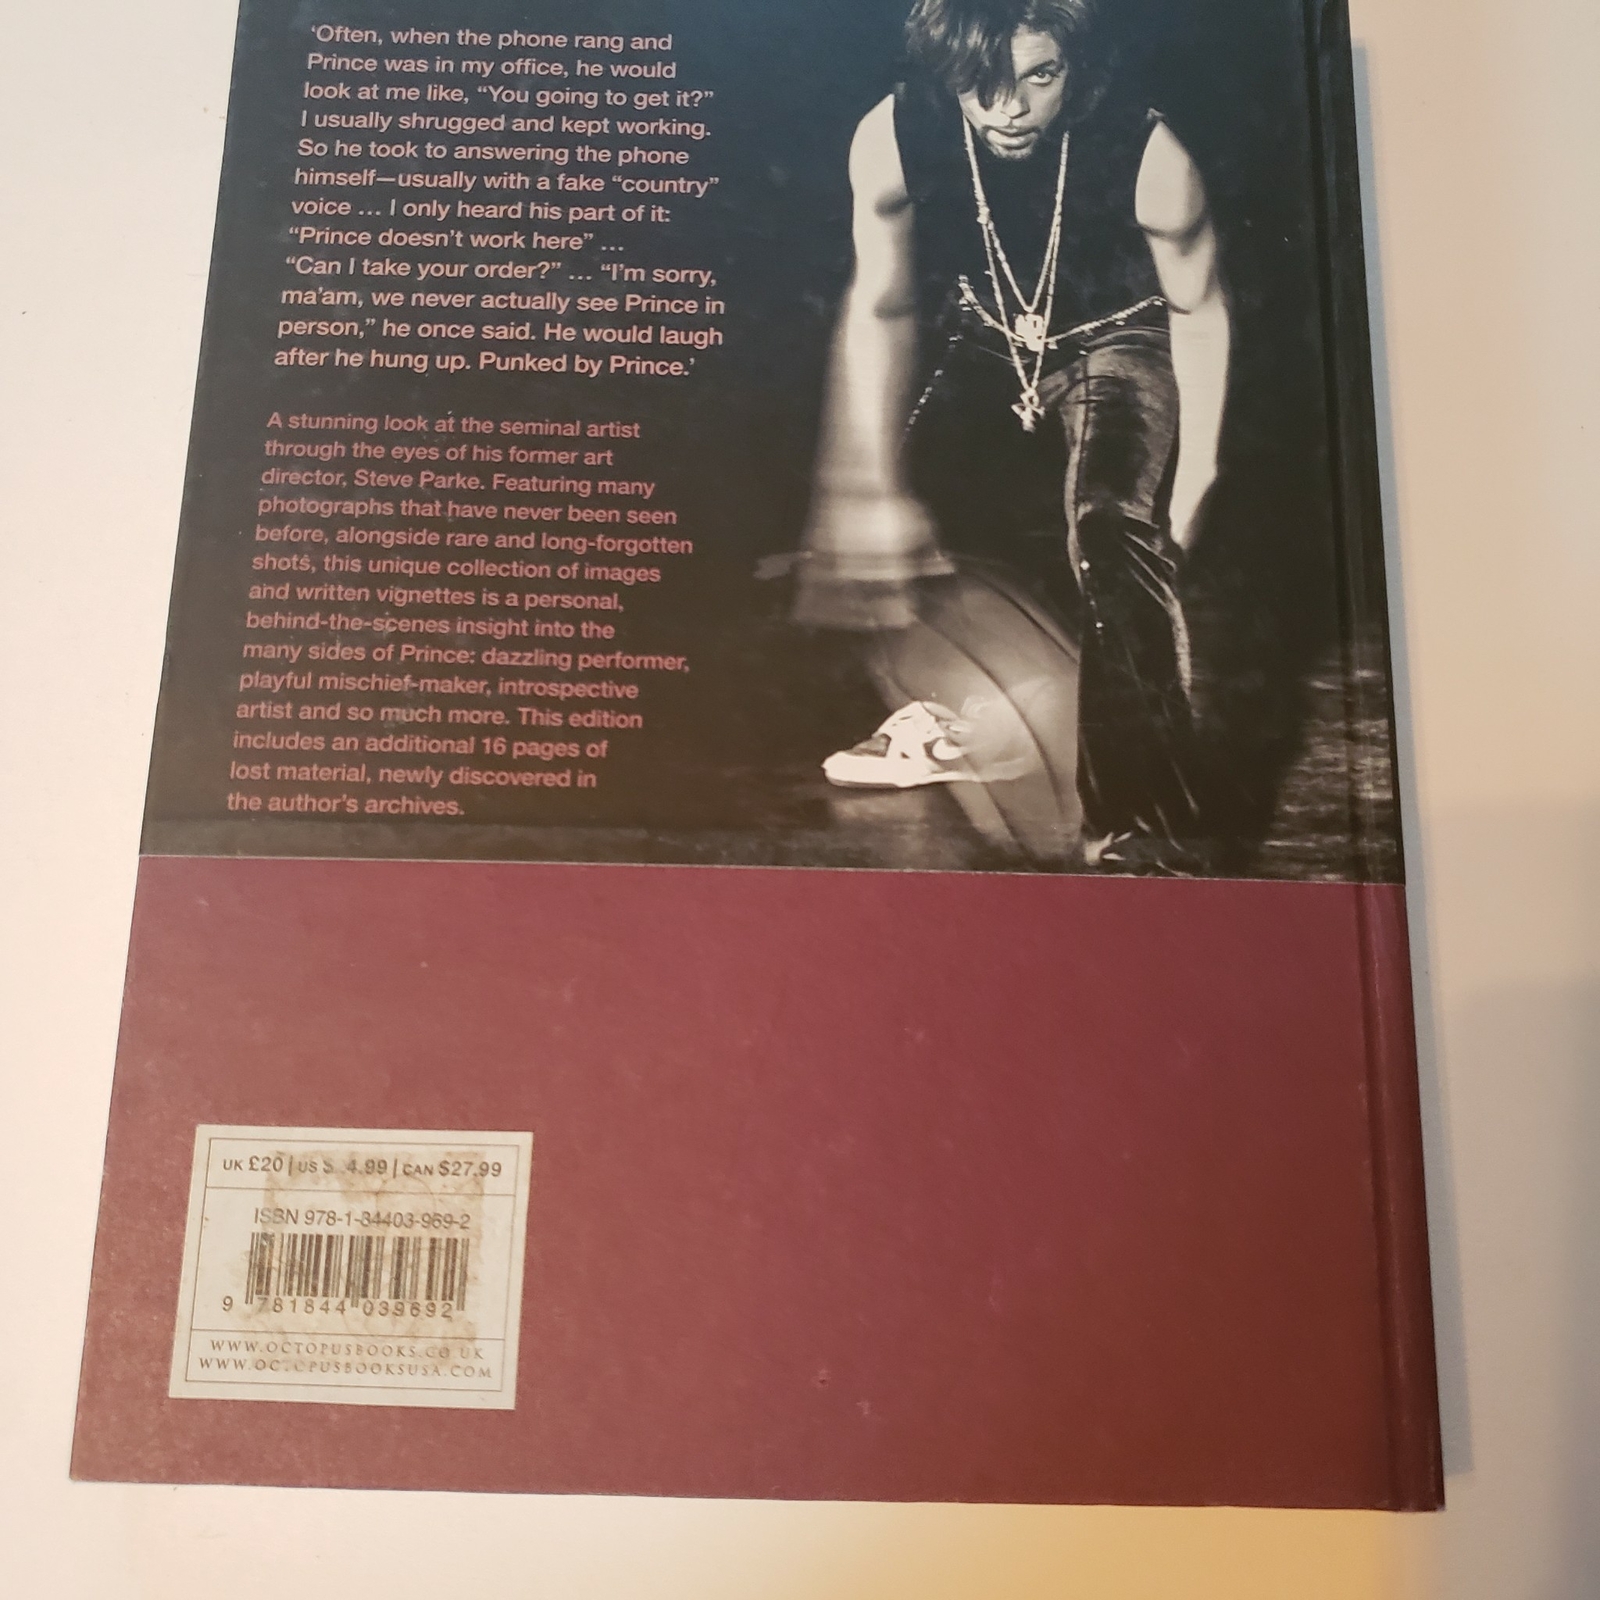 ‘Often, when the phone rang and
Prince was in my office, he would
look at me like, “You going to get it?”
I usually shrugged and kept working.
So he took to answering the phone
himself—usually with a fake “country”
voice … I only heard his part of it:
“Prince doesn’t work here” …
“Can I take your order?” … “I’m sorry,
ma’am, we never actually see Prince in
person,” he once said. He would laugh
after he hung up. Punked by Prince.’
A stunning look at the seminal artist
through the eyes of his former art
director, Steve Parke. Featuring many
photographs that have never been seen
before, alongside rare and long-forgotten
shots, this unique collection of images
and written vignettes is a personal,
behind-the-scenes insight into the
many sides of Prince: dazzling performer,
playful mischief-maker, introspective
artist and so much more. This edition
includes an additional 16 pages of
lost material, newly discovered in
the author’s archives.
UK £20 | US | CAN $27.99
ISBN 978-1-84403-969-2
9 781844 039692
WWW.OCTOPUSBOOKS.CO.UK
WWW.OCTOPUSBOOKSUSA.COM